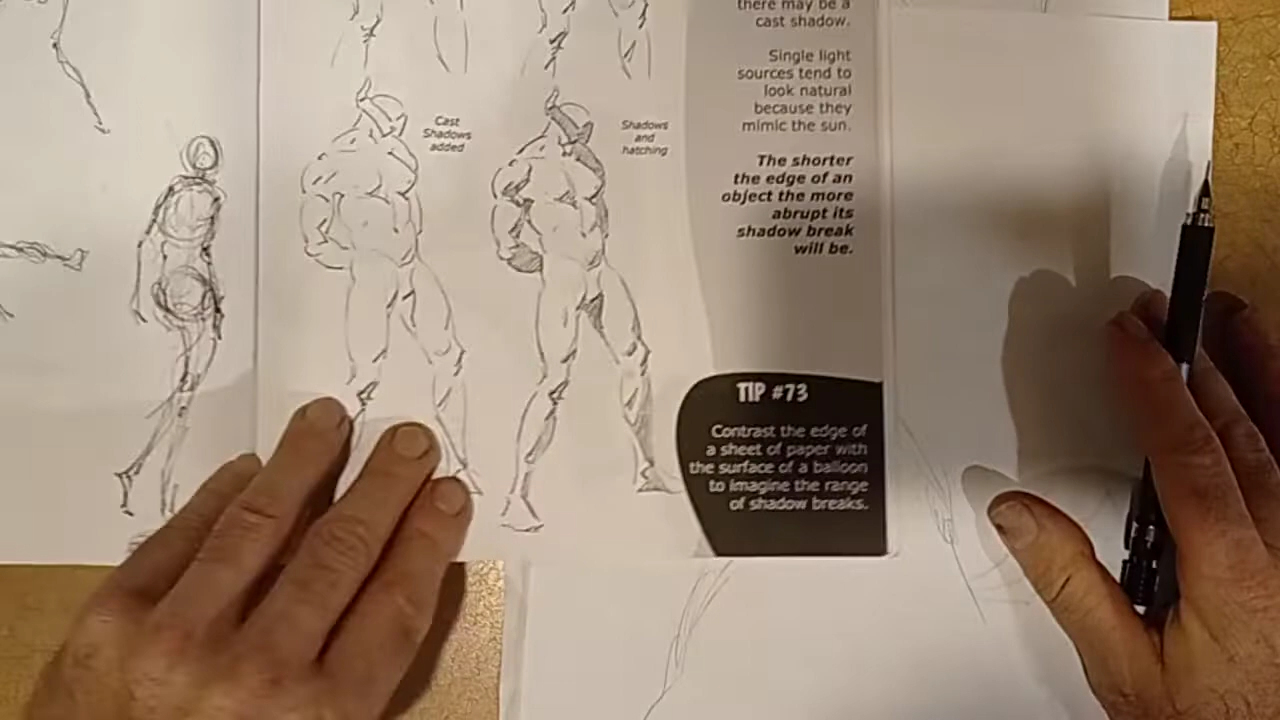 there may be a
cast shadow.
Single light
sources tend to
look natural
because they
mimic the sun.
The shorter
the edge of an
object the more
abrupt its
shadow break
will be.
Cast
Shadows
added
Shadows
and
hatching
TIP #73
Contrast the edge of
a sheet of paper with
the surface of a balloon
to imagine the range
of shadow breaks.